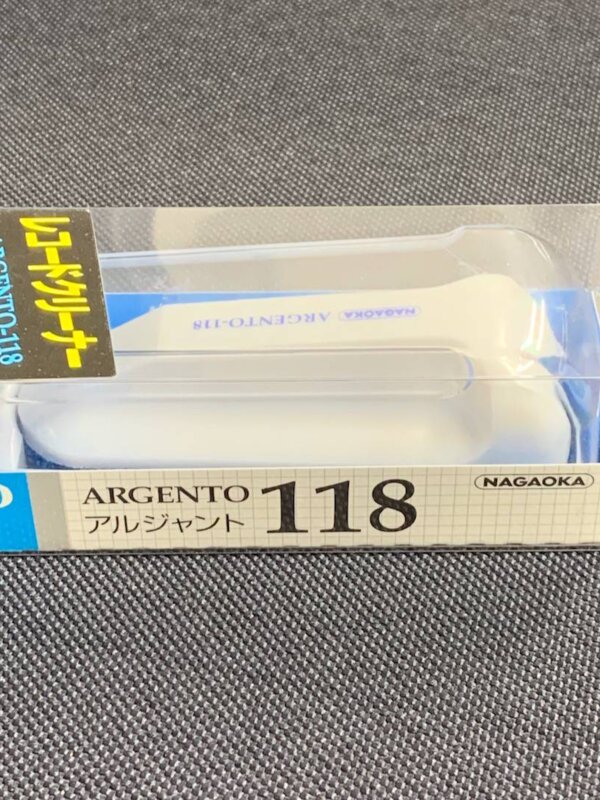 レコードクリーナー
ARGENTO-118
NAGAOKA ARGENTO-118
ARGENTO 118
アルジャント
NAGAOKA